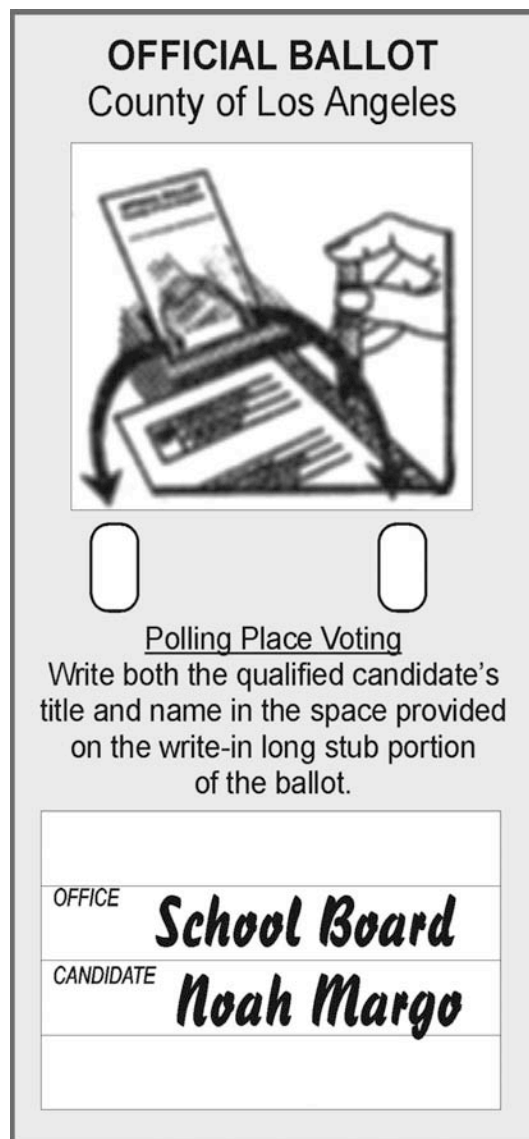 OFFICIAL BALLOT
County of Los Angeles
Polling Place Voting
Write both the qualified candidate's
title and name in the space provided
on the write-in long stub portion
of the ballot.
OFFICE School Board
CANDIDATE Noah Margo